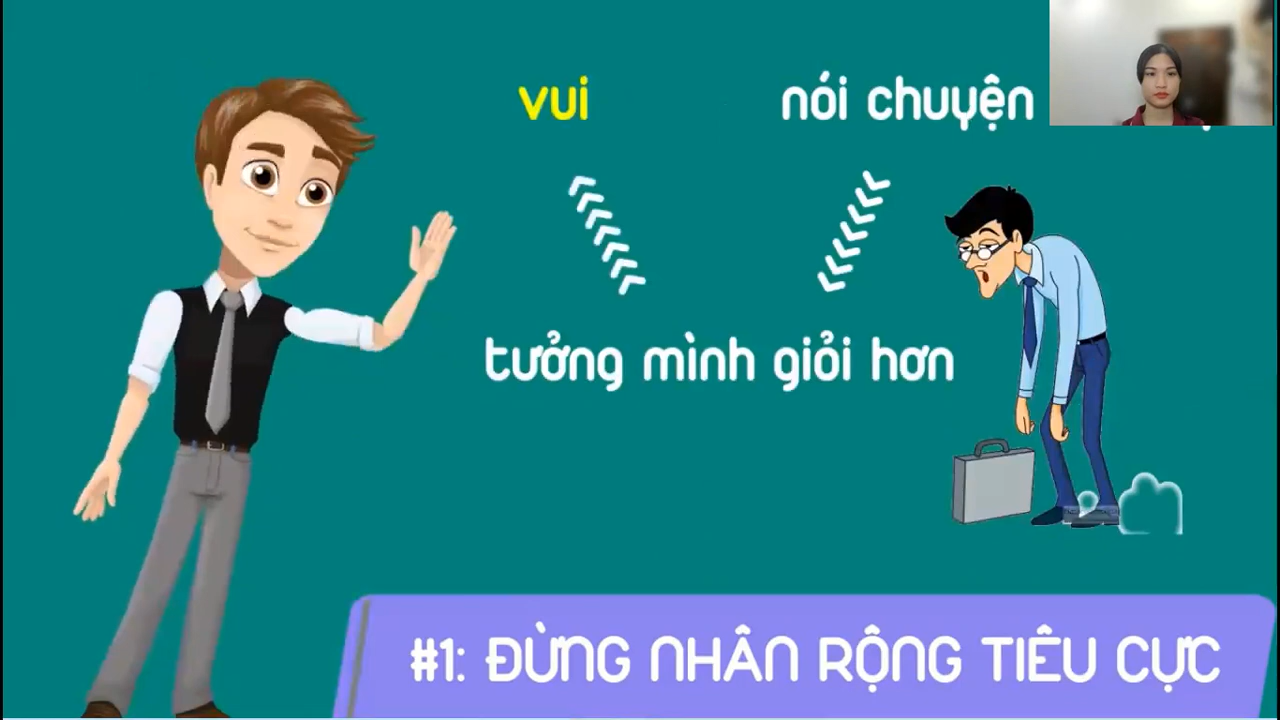 vui
nói chuyện
tưởng mình giỏi hơn
#1: ĐỪNG NHÂN RỘNG TIÊU CỰC